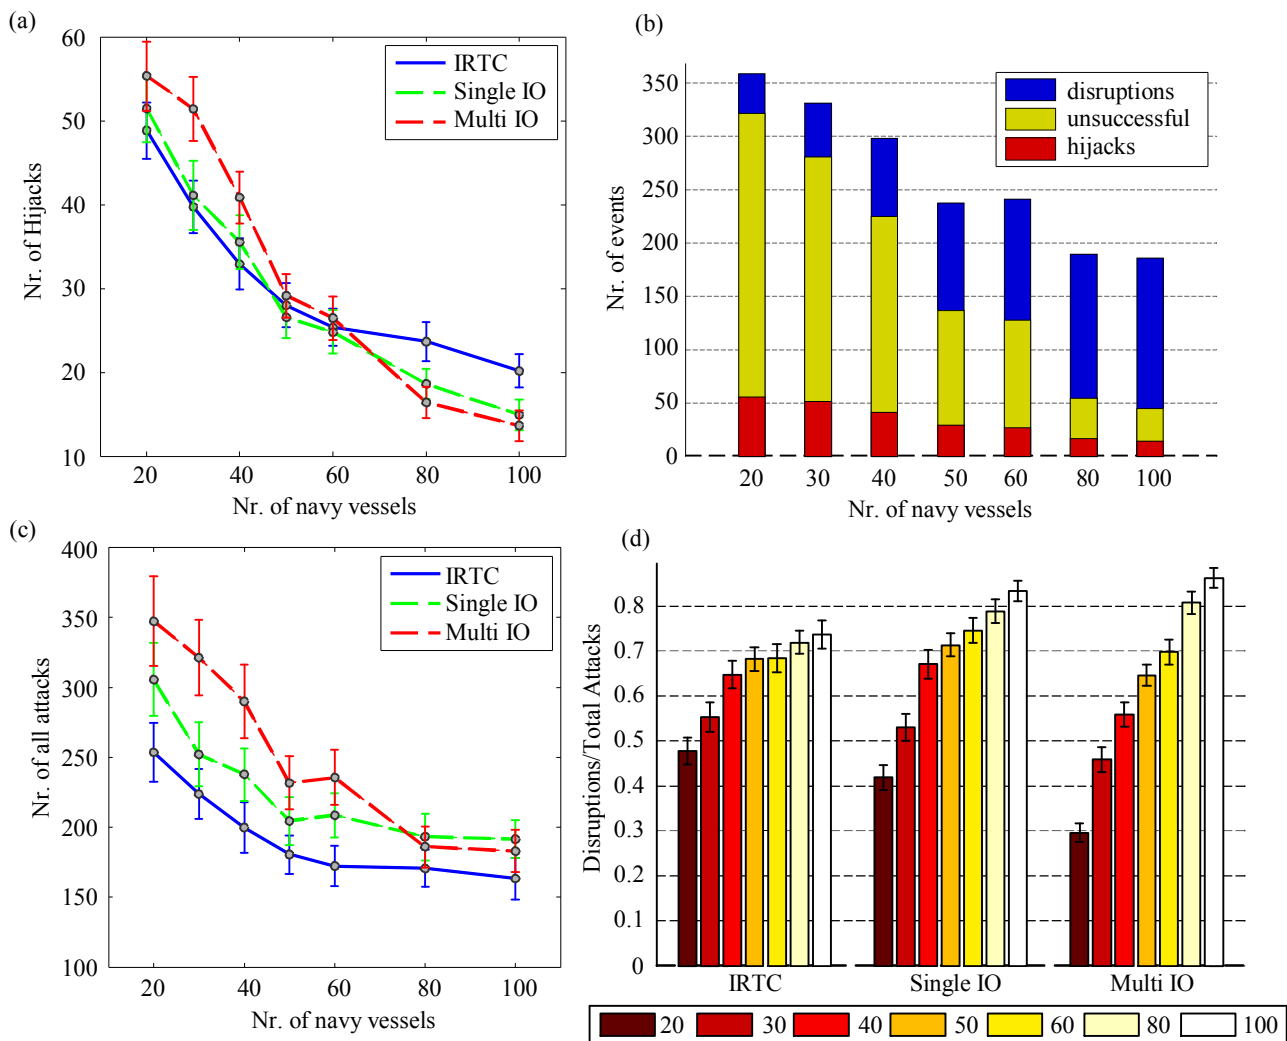 (a)
60
50
40
30
20
10
Nr. of Hijacks
IRTC
Single IO
Multi IO
20 40 60 80 100
Nr. of navy vessels
(b)
350
300
250
200
150
100
50
0
Nr. of events
disruptions
unsuccessful
hijacks
20 30 40 50 60 80 100
Nr. of navy vessels
(c)
400
350
300
250
200
150
100
Nr. of all attacks
IRTC
Single IO
Multi IO
20 40 60 80 100
Nr. of navy vessels
(d)
0.8
0.7
0.6
0.5
0.4
0.3
0.2
0.1
0
Disruptions/Total Attacks
IRTC Single IO Multi IO
20 30 40 50 60 80 100